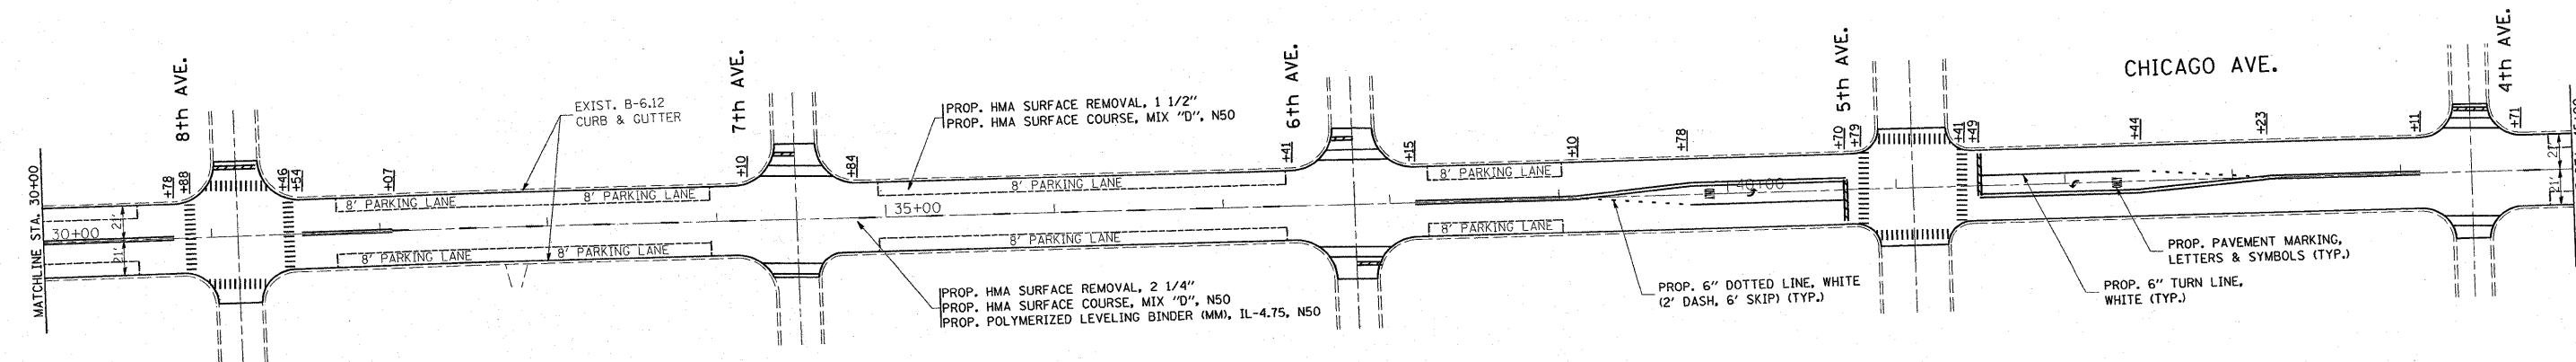 MATCHLINE STA. 30+00
30+00
21'
21'
8th AVE.
+78
+88
+46
+54
+07
8' PARKING LANE
8' PARKING LANE
8' PARKING LANE
8' PARKING LANE
EXIST. B-6.12
CURB & GUTTER
7th AVE.
+10
+84
PROP. HMA SURFACE REMOVAL, 1 1/2"
PROP. HMA SURFACE COURSE, MIX "D", N50
8' PARKING LANE
35+00
8' PARKING LANE
PROP. HMA SURFACE REMOVAL, 2 1/4"
PROP. HMA SURFACE COURSE, MIX "D", N50
PROP. POLYMERIZED LEVELING BINDER (MM), IL-4.75, N50
6th AVE.
+41
+15
8' PARKING LANE
8' PARKING LANE
+10
+78
40+00
PROP. 6" DOTTED LINE, WHITE
(2' DASH, 6' SKIP) (TYP.)
5th AVE.
+70
+79
+41
+49
+44
+23
CHICAGO AVE.
PROP. PAVEMENT MARKING,
LETTERS & SYMBOLS (TYP.)
PROP. 6" TURN LINE,
WHITE (TYP.)
+11
4th AVE.
+71
21'
21'